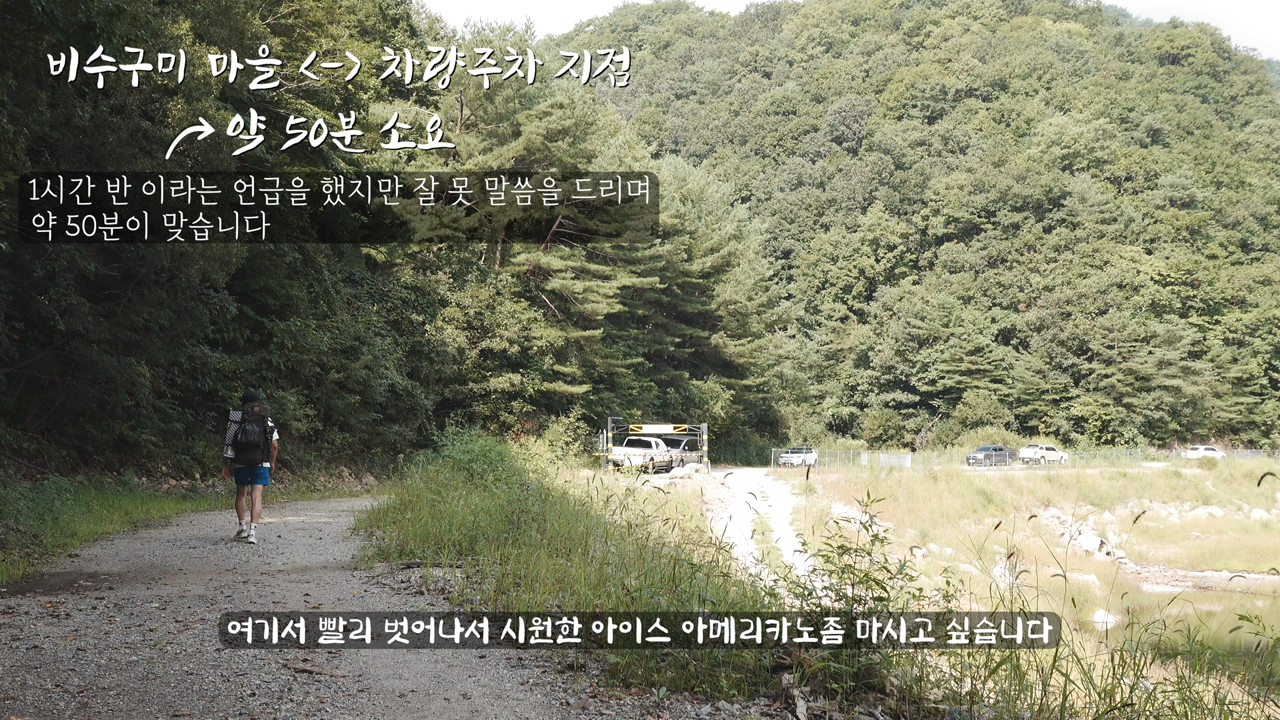 비수구미 마을 <-> 차량주차 지점
약 50분 소요
1시간 반 이라는 언급을 했지만 잘 못 말씀을 드리며
약 50분이 맞습니다
여기서 빨리 벗어나서 시원한 아이스 아메리카노좀 마시고 싶습니다